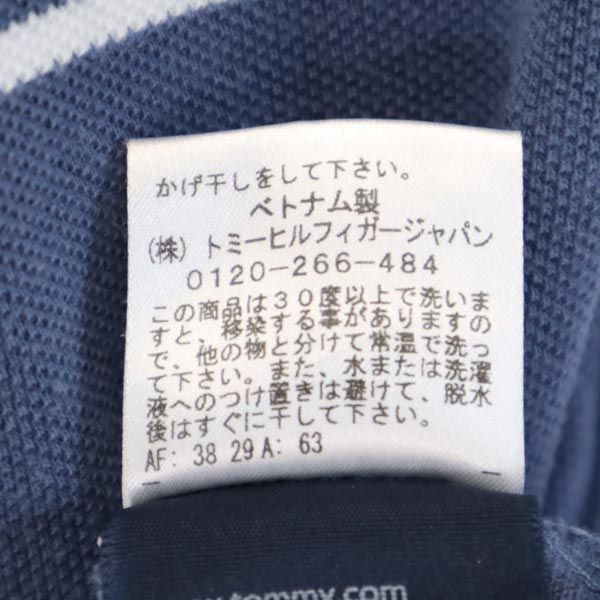 かげ干しをして下さい。
ベトナム製
(株) トミーヒルフィガージャパン
0120-266-484
この商品は30度以上で洗いま
すと、移染する事がありますの
で、他の物と分けて常温で洗っ
て下さい。また、水または洗濯
液へのつけ置きは避けて、脱水
後はすぐに干して下さい。
AF: 38 29 A: 63
www.tommy.com